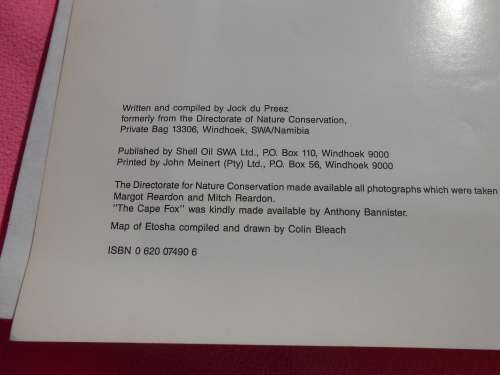 Written and compiled by Jock du Preez
formerly from the Directorate of Nature Conservation,
Private Bag 13306, Windhoek, SWA/Namibia
Published by Shell Oil SWA Ltd., P.O. Box 110, Windhoek 9000
Printed by John Meinert (Pty) Ltd., P.O. Box 56, Windhoek 9000
The Directorate for Nature Conservation made available all photographs which were taken
Margot Reardon and Mitch Reardon.
"The Cape Fox" was kindly made available by Anthony Bannister.
Map of Etosha compiled and drawn by Colin Bleach
ISBN 0 620 07490 6